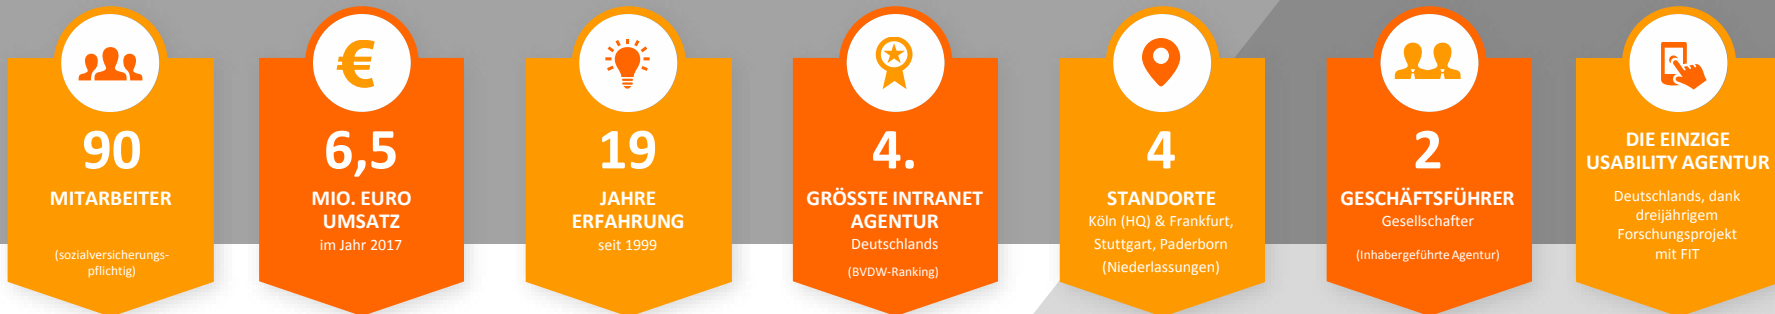 90
MITARBEITER
(sozialversicherungs-
pflichtig)
6,5
MIO. EURO
UMSATZ
im Jahr 2017
19
JAHRE
ERFAHRUNG
seit 1999
4.
GRÖSSTE INTRANET
AGENTUR
Deutschlands
(BVDW-Ranking)
4
STANDORTE
Köln (HQ) & Frankfurt,
Stuttgart, Paderborn
(Niederlassungen)
2
GESCHÄFTSFÜHRER
Gesellschafter
(Inhabergeführte Agentur)
DIE EINZIGE
USABILITY AGENTUR
Deutschlands, dank
dreijährigem
Forschungsprojekt
mit FIT